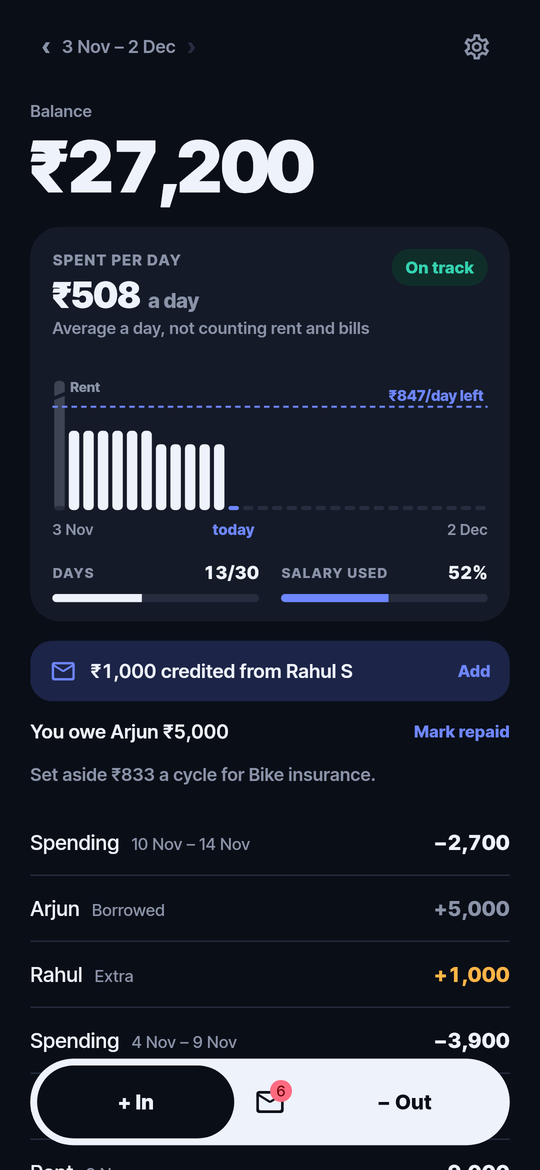 ‹ 3 Nov – 2 Dec ›
Balance
₹27,200
SPENT PER DAY
On track
₹508 a day
Average a day, not counting rent and bills
Rent
₹847/day left
3 Nov today 2 Dec
DAYS 13/30 SALARY USED 52%
₹1,000 credited from Rahul S Add
You owe Arjun ₹5,000 Mark repaid
Set aside ₹833 a cycle for Bike insurance.
Spending 10 Nov – 14 Nov −2,700
Arjun Borrowed +5,000
Rahul Extra +1,000
Spending 4 Nov – 9 Nov −3,900
+ In 6 − Out